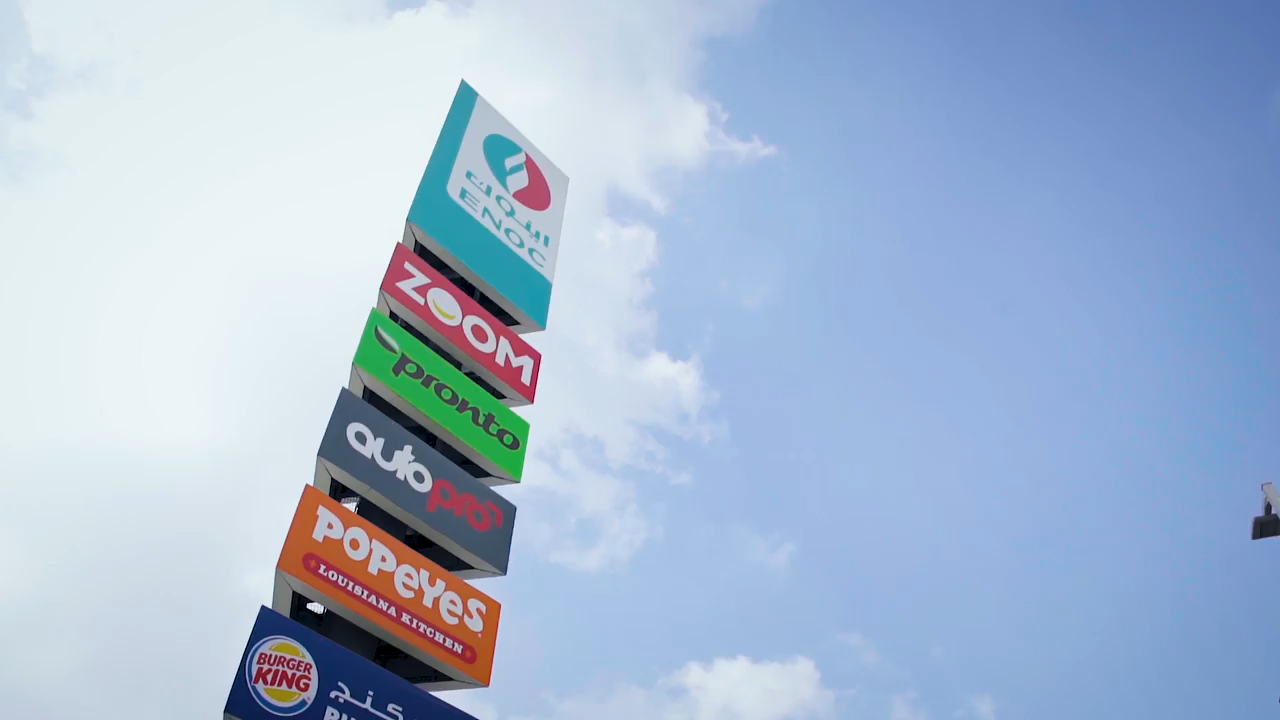 اينوك
ENOC
ZOOM
pronto
autopro
POPEYES
LOUISIANA KITCHEN
BURGER
KING
كنج